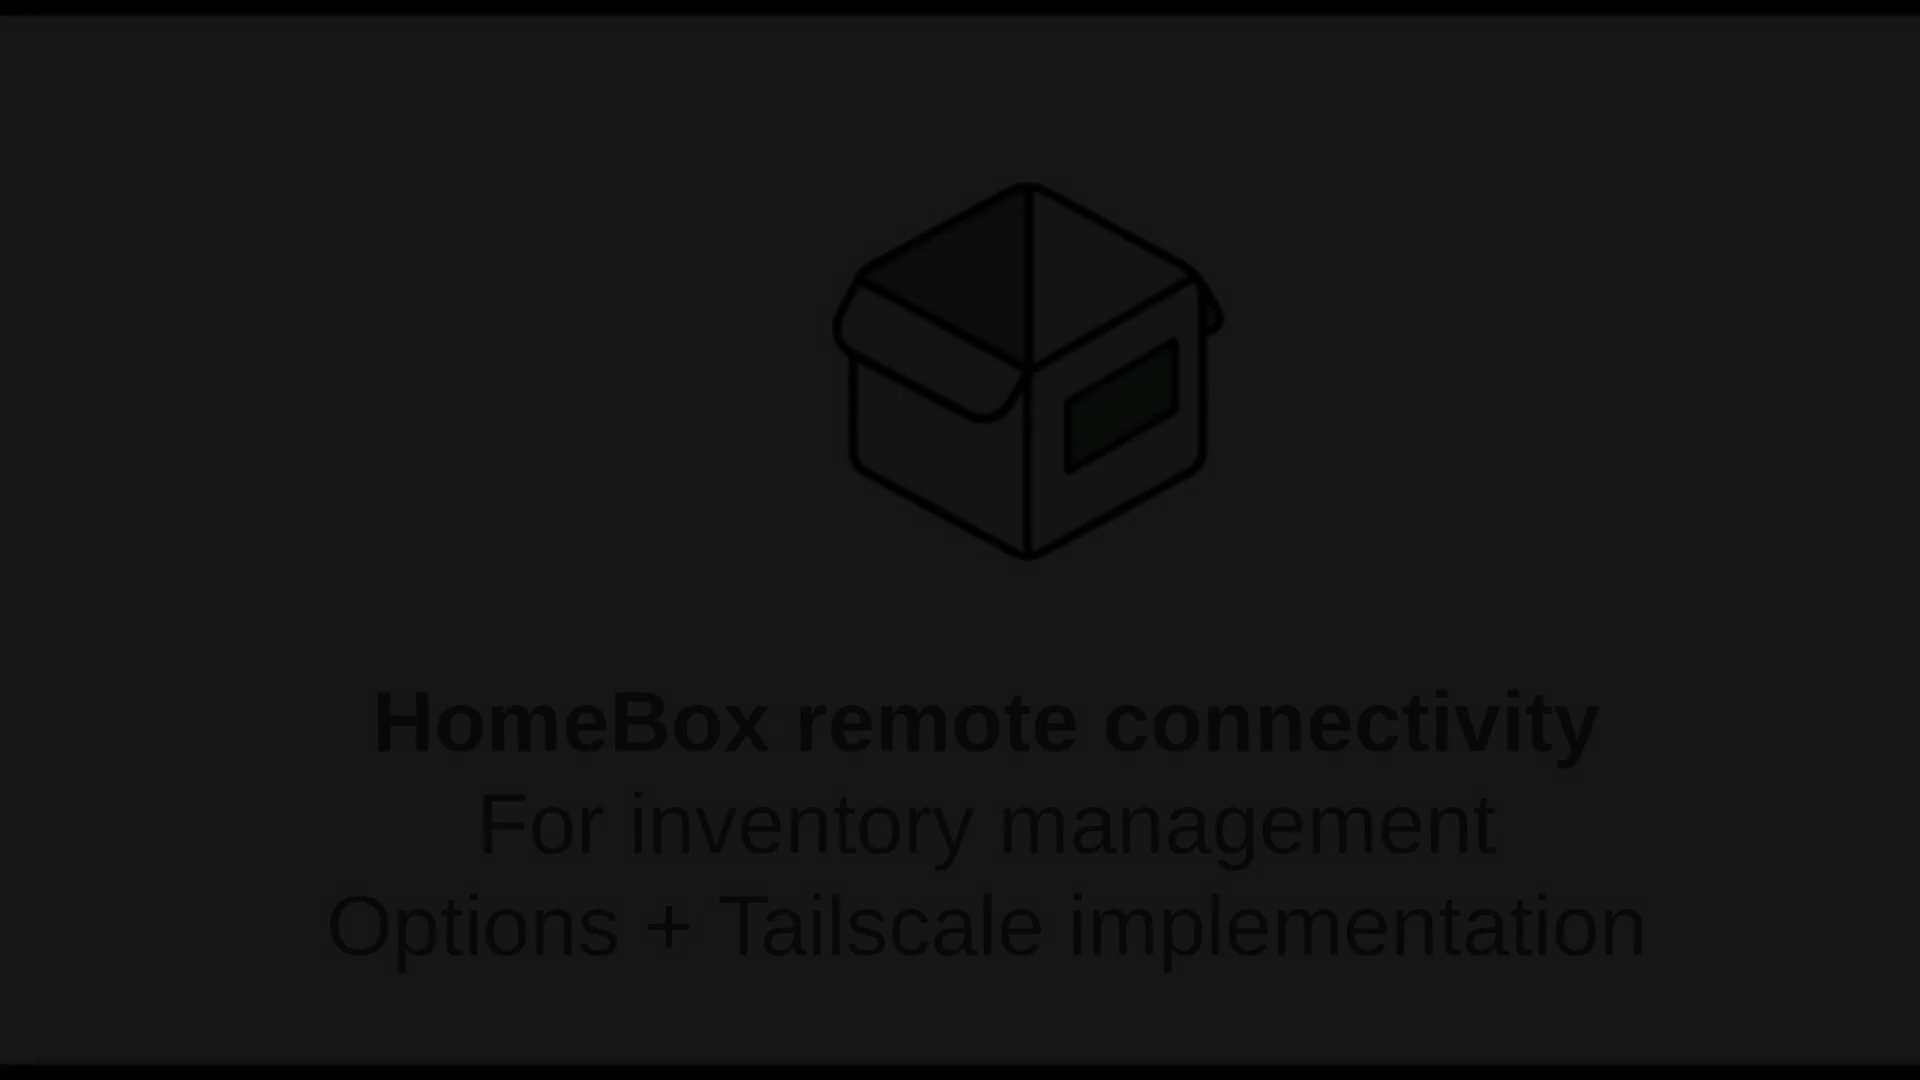 HomeBox remote connectivity
For inventory management
Options + Tailscale implementation